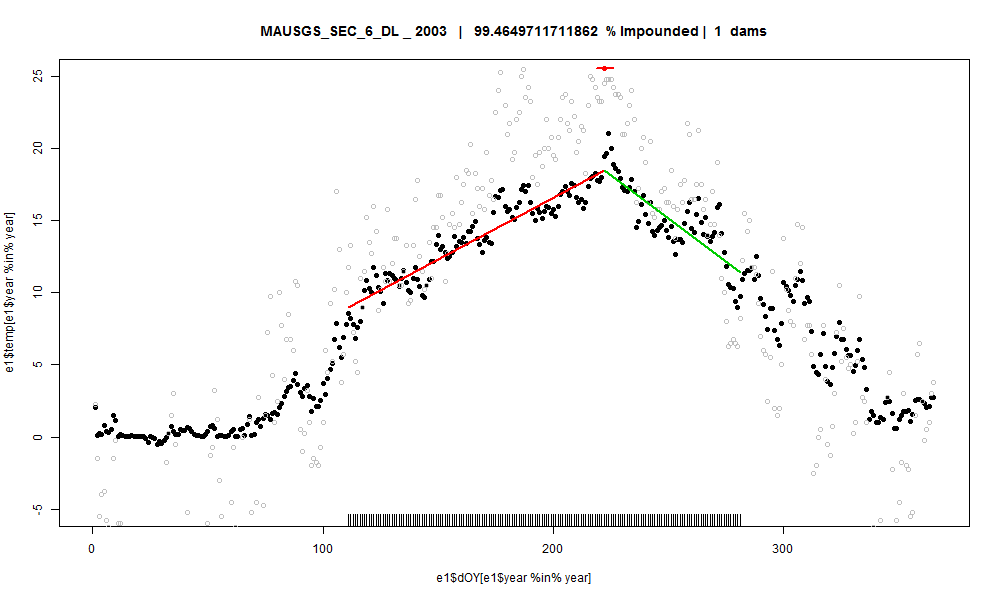 MAUSGS_SEC_6_DL _ 2003 | 99.4649711711862 % Impounded | 1 dams
e1$temp[e1$year %in% year]
25
20
15
10
5
0
-5
0 100 200 300
e1$dOY[e1$year %in% year]